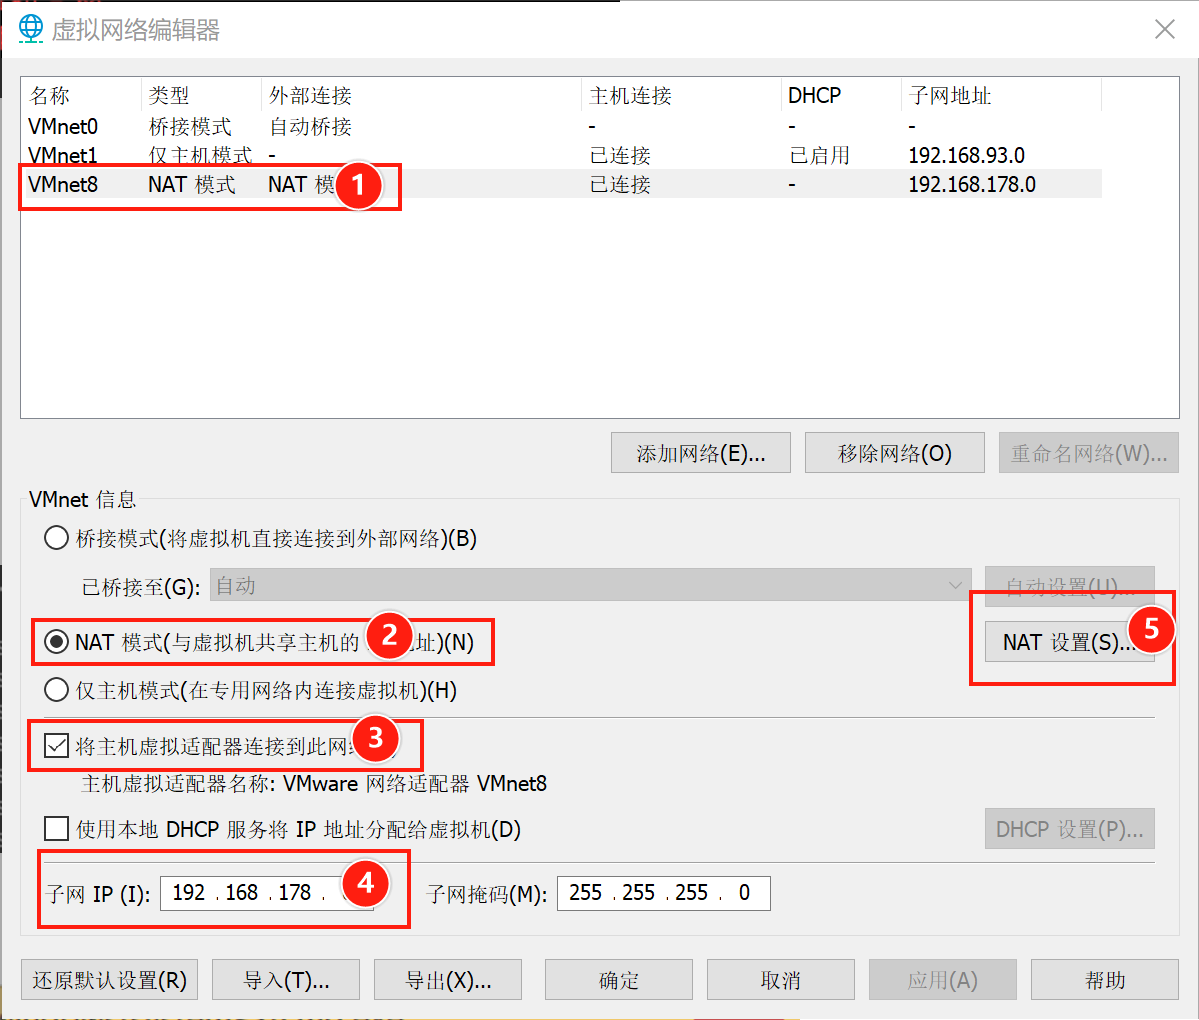 虚拟网络编辑器
名称 类型 外部连接 主机连接 DHCP 子网地址
VMnet0 桥接模式 自动桥接 - - -
VMnet1 仅主机模式 - 已连接 已启用 192.168.93.0
VMnet8 NAT 模式 NAT 模 1 已连接 - 192.168.178.0
添加网络(E)... 移除网络(O) 重命名网络(W)...
VMnet 信息
桥接模式(将虚拟机直接连接到外部网络)(B)
已桥接至(G): 自动 自动设置(U)...
NAT 模式(与虚拟机共享主机的 2 址)(N) NAT 设置(S)... 5
仅主机模式(在专用网络内连接虚拟机)(H)
将主机虚拟适配器连接到此网 3
主机虚拟适配器名称: VMware 网络适配器 VMnet8
使用本地 DHCP 服务将 IP 地址分配给虚拟机(D) DHCP 设置(P)...
子网 IP (I): 192 . 168 . 178 . 4 子网掩码(M): 255 . 255 . 255 . 0
还原默认设置(R) 导入(T)... 导出(X)... 确定 取消 应用(A) 帮助